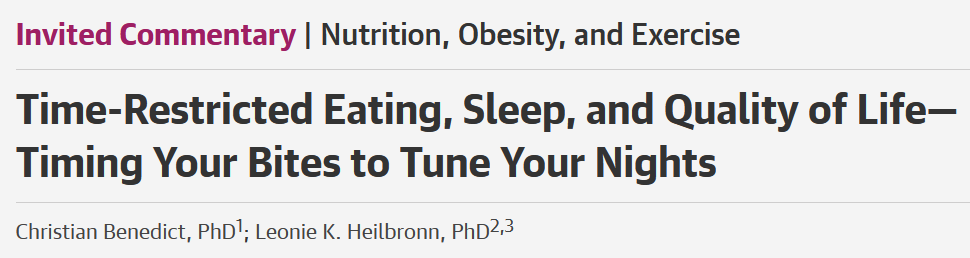 Invited Commentary | Nutrition, Obesity, and Exercise
Time-Restricted Eating, Sleep, and Quality of Life—
Timing Your Bites to Tune Your Nights
Christian Benedict, PhD1; Leonie K. Heilbronn, PhD2,3